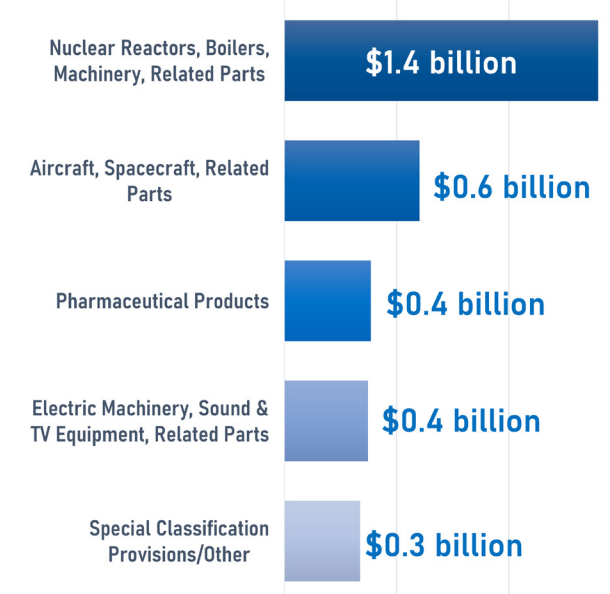 Nuclear Reactors, Boilers,
Machinery, Related Parts
$1.4 billion
Aircraft, Spacecraft, Related
Parts
$0.6 billion
Pharmaceutical Products
$0.4 billion
Electric Machinery, Sound &
TV Equipment, Related Parts
$0.4 billion
Special Classification
Provisions/Other
$0.3 billion